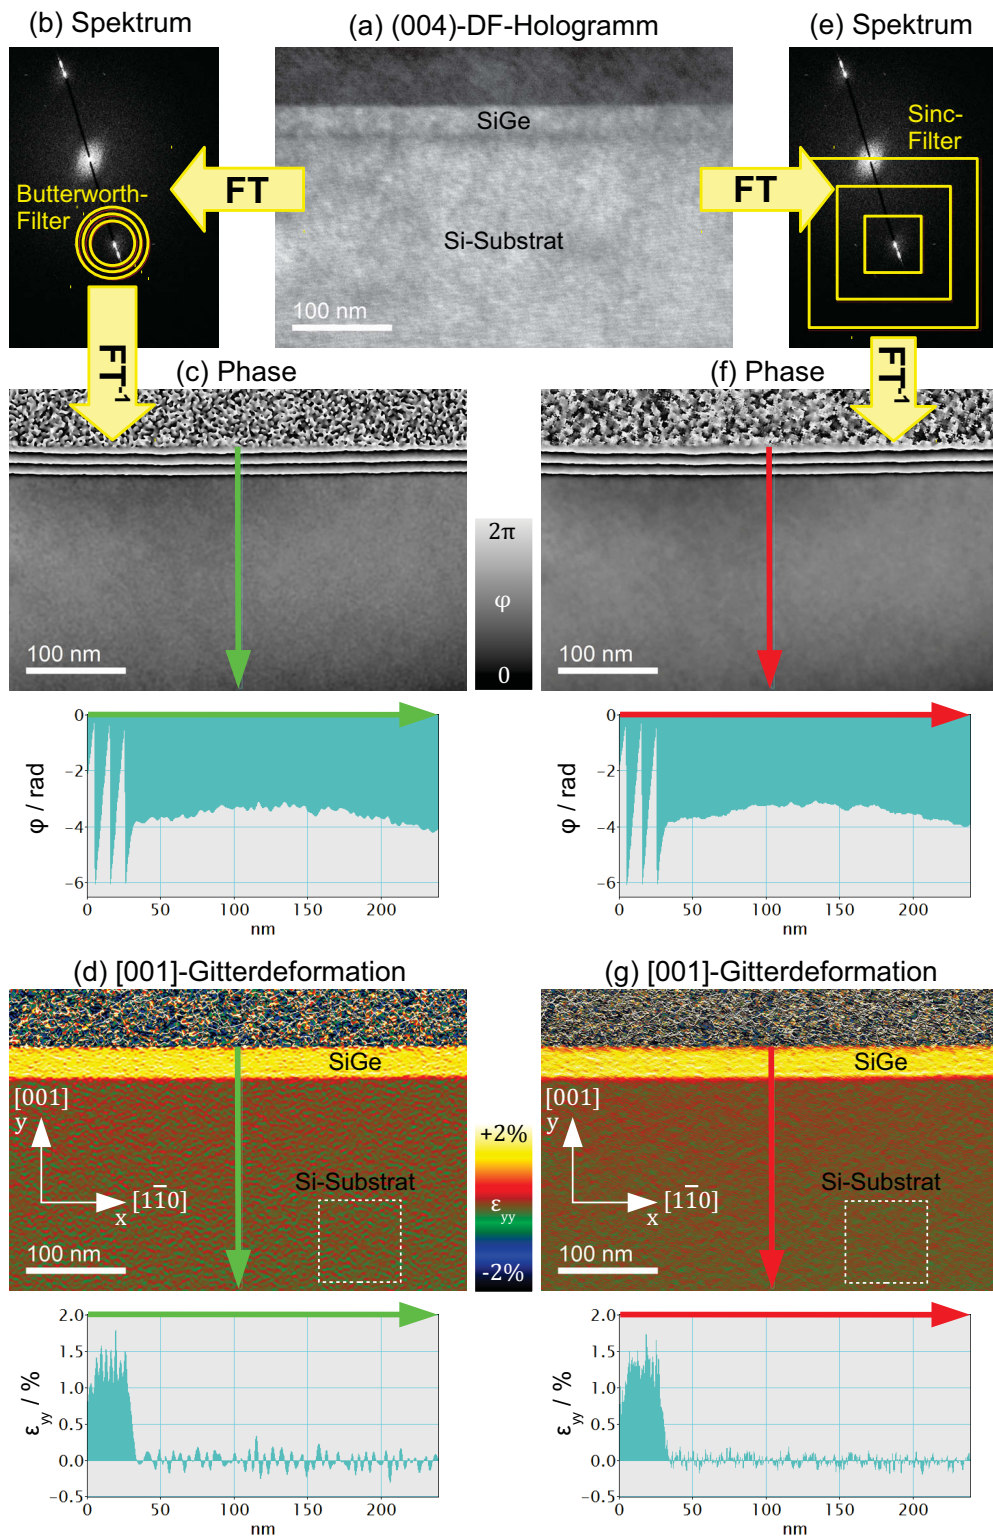 (b) Spektrum
(a) (004)-DF-Hologramm
(e) Spektrum
SiGe
Sinc-
Filter
FT
FT
Butterworth-
Filter
Si-Substrat
100 nm
FT-1
FT-1
(c) Phase
(f) Phase
2π
φ
0
100 nm
100 nm
0
−2
−4
−6
φ / rad
0
50
100
150
200
nm
0
−2
−4
−6
φ / rad
0
50
100
150
200
nm
(d) [001]-Gitterdeformation
(g) [001]-Gitterdeformation
SiGe
[001]
y
Si-Substrat
x
[11̅0]
100 nm
+2%
εyy
-2%
SiGe
[001]
y
Si-Substrat
x
[11̅0]
100 nm
2.0
1.5
1.0
0.5
0.0
−0.5
εyy / %
0
50
100
150
200
nm
2.0
1.5
1.0
0.5
0.0
−0.5
εyy / %
0
50
100
150
200
nm